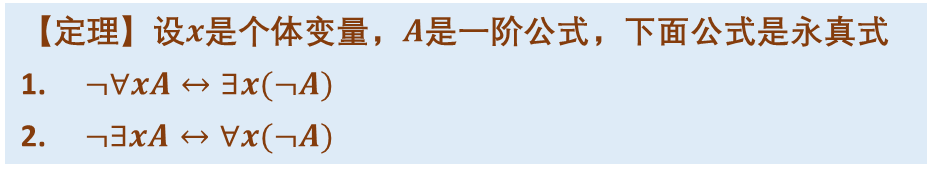 【定理】设x是个体变量，A是一阶公式，下面公式是永真式
1. ¬∀xA ↔ ∃x(¬A)
2. ¬∃xA ↔ ∀x(¬A)